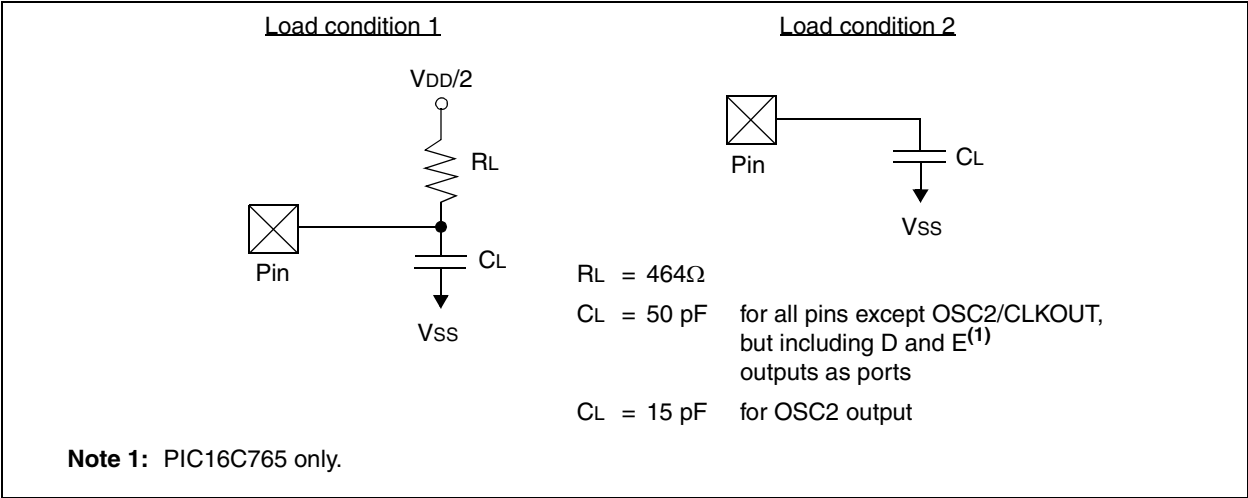 Load condition 1
Load condition 2
VDD/2
RL
Pin
CL
VSS
Pin
CL
VSS
RL = 464Ω
CL = 50 pF for all pins except OSC2/CLKOUT,
but including D and E(1)
outputs as ports
CL = 15 pF for OSC2 output
Note 1: PIC16C765 only.